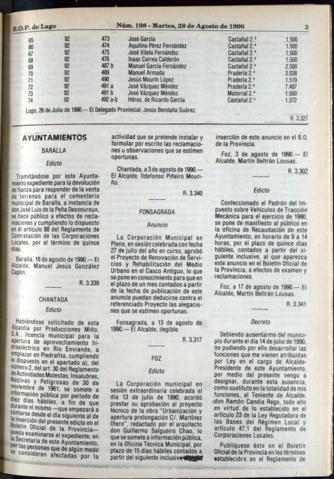 B.O.P. de Lugo Núm. 198 - Martes, 28 de Agosto de 1990 3
65 92 473 José García Castañal 2.ª 1.500
66 92 474 Aquilino Pérez Fernández Castañal 2.ª 1.500
67 92 475 José Vilela Fernández Castañal 2.ª 1.500
68 92 476 Isaac Correa Calderón Castañal 2.ª 1.500
69 92 487 b Manuel García Fernández Castañal 2.ª 2.500
70 92 489 Manuel Armada Pradería 2.ª 3.038
71 92 490 Jesús Mourín López Pradería 2.ª 1.519
72 92 491 a José Vázquez Méndez Pradería 2.ª 7.497
73 92 491 b José Vázquez Méndez Matorral 2.ª 1.000
74 92 492 a-b Hdros. de Ricardo García Castañal 2.ª 1.372
Lugo, 26 de Julio de 1990.— El Delegado Provincial, Jesús Bendaña Suárez.
R. 3.327
AYUNTAMIENTOS
BARALLA
Edicto
Tramitándose por este Ayuntamiento
expediente para la devolución
de fianza para responder de la venta
de terrenos para el cementerio
municipal de Baralla, a instancia de
don José Luis de la Peña Dessouroux,
se hace público a efectos de reclamaciones
y cumpliendo lo dispuesto
en el artículo 88 del Reglamento de
Contratación de las Corporaciones
Locales, por el término de quince
días.
Baralla, 16 de agosto de 1990.— El
Alcalde, Manuel Jesús González
Capón.
R. 3.339
CHANTADA
Edicto
Habiéndose solicitado de esta
Alcaldía por Producciones Miño,
S.A., licencia municipal para la
apertura de aprovechamiento hidroeléctrico
en Río Enviande, a
emplazar en Piedrafita, cumpliendo
lo dispuesto en el apartado a), del
número 2, del art. 30 del Reglamento
de Actividades Molestas, Insalubres,
Nocivas y Peligrosas de 30 de
noviembre de 1961, se somete a
información pública por período de
diez días hábiles, a fin de que
durante el mismo —que empezará a
contarse desde el día siguiente al de
la inserción del presente edicto en el
Boletín Oficial de la Provincia—
pueda examinarse el expediente, en
la Secretaría de este Ayuntamiento,
por las personas que de algún modo
se consideren afectadas por la
actividad que se pretende instalar y
formular por escrito las reclamaciones
u observaciones que se estimen
oportunas.
Chantada, a 3 de agosto de 1990.—
El Alcalde, Ildefonso Piñeiro Mouriño.
R. 3.340
FONSAGRADA
Anuncio
La Corporación Municipal en
Pleno, en sesión celebrada con fecha
27 de julio del año en curso, aprobó
el Proyecto de Renovación de Servicios
y Rehabilitación del Medio
Urbano en el Casco Antiguo, lo que
se pone en conocimiento para que en
el plazo de un mes contados a partir
de la fecha de publicación de este
anuncio puedan deducirse contra el
referenciado Proyecto las alegaciones
que se estimen oportunas.
Fonsagrada, a 13 de agosto de
1990.— El Alcalde, Ilegible.
R. 3.317
FOZ
Edicto
La Corporación municipal en
sesión extraordinaria celebrada el
día 13 de julio de 1990, acordó
prestar su aprobación al proyecto
técnico de la obra "Urbanización y
apertura prolongación C/. Martínez
Otero", redactado por el arquitecto
don Guillermo Salgueiro Chao, lo
que se somete a información pública,
en la Oficina Técnica Municipal, por
plazo de 15 días hábiles contados a
partir del siguiente inclusive
inserción de este anuncio en el B.O.
de la Provincia.
Foz, 3 de agosto de 1990.— El
Alcalde, Martín Beltrán Lousas.
R. 3.302
Edicto
Confeccionado el Padrón del Impuesto
sobre Vehículos de Tracción
Mecánica para el ejercicio de 1990,
se pone de manifiesto al público en
la oficina de Recaudación de este
Ayuntamiento, en horario de 9 a 14
horas, por el plazo de quince días
hábiles, contados a partir del siguiente
inclusive, al que aparezca
este anuncio en el Boletín Oficial de
la Provincia, a efectos de examen y
reclamaciones.
Foz, a 17 de agosto de 1990.— El
Alcalde, Martín Beltrán Lousas.
R. 3.341
Decreto
Debiendo ausentarme del municipio
durante el día 14 de julio de 1990,
no pudiendo por ello desarrollar las
funciones que me vienen atribuidas
por Ley en el cargo de Alcalde-Presidente
de este Ayuntamiento,
por medio del presente vengo a
designar, durante esta ausencia,
como sustituto en la totalidad de mis
funciones, al Teniente de Alcalde,
don Ramón Candia Rego, todo ello
en virtud de lo establecido en el
artículo 23 de la Ley Reguladora de
las Bases del Régimen Local y
artículo 47.1 del Reglamento de
Corporaciones Locales.
Publíquese éste en el Boletín
Oficial de la Provincia en los términos
establecidos en el Reglamento de